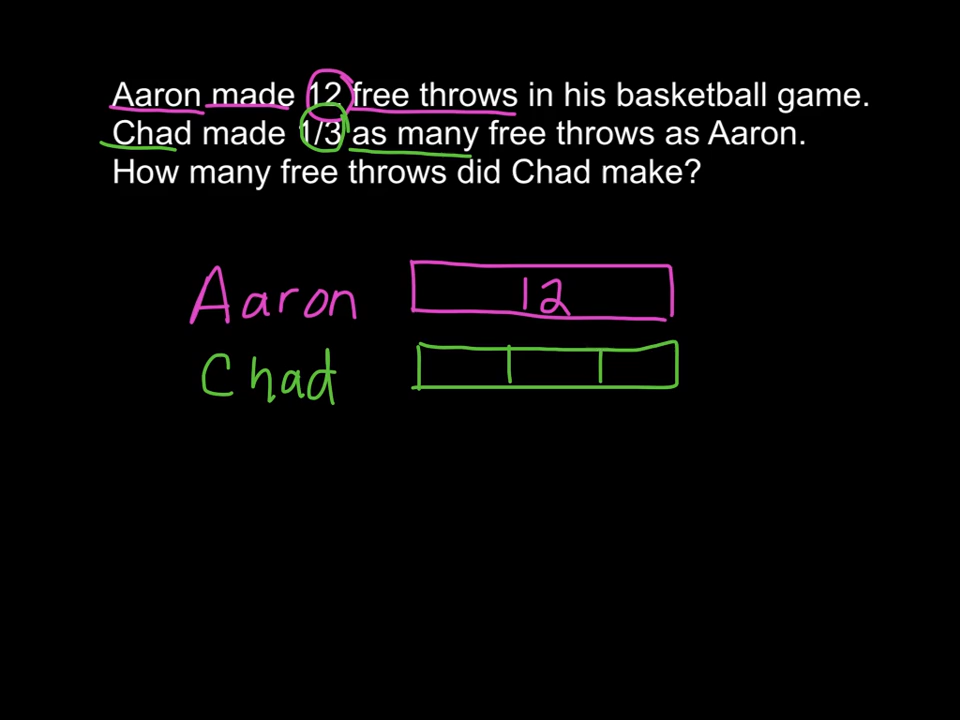 Aaron made 12 free throws in his basketball game.
Chad made 1/3 as many free throws as Aaron.
How many free throws did Chad make?
Aaron 12
Chad